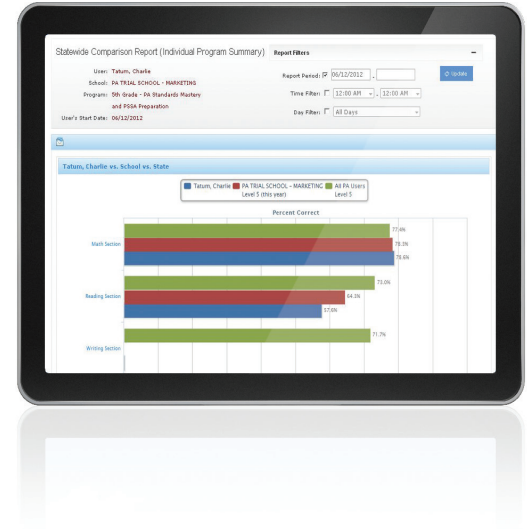 Statewide Comparison Report (Individual Program Summary) Report Filters –
User: Tatum, Charlie
School: PA TRIAL SCHOOL - MARKETING
Program: 5th Grade - PA Standards Mastery
and PSSA Preparation
User's Start Date: 06/12/2012
Report Period: 06/12/2012 - Update
Time Filter: 12:00 AM - 12:00 AM
Day Filter: All Days
Tatum, Charlie vs. School vs. State
Tatum, Charlie PA TRIAL SCHOOL - MARKETING All PA Users
Level 5 (this year) Level 5
Percent Correct
77.4%
Math Section 78.3%
78.6%
73.0%
Reading Section 64.3%
57.6%
71.7%
Writing Section